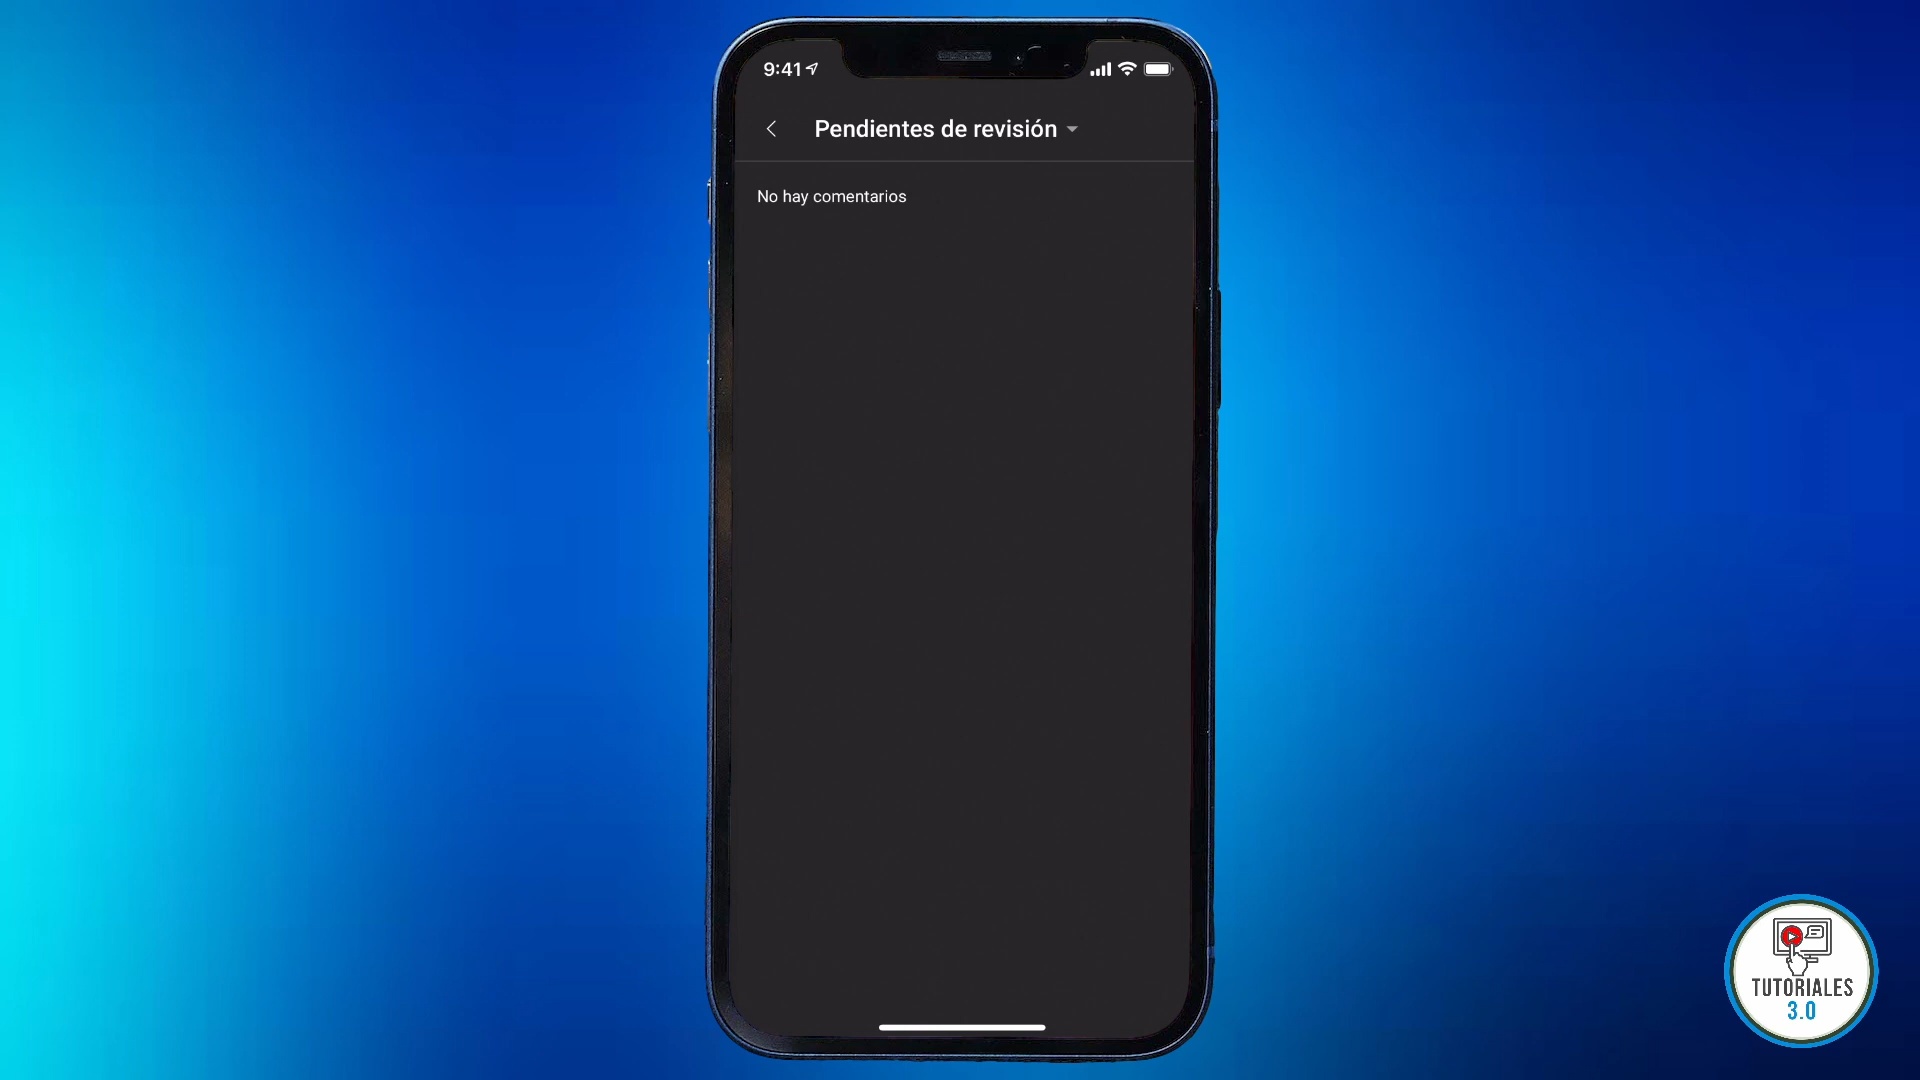 9:41
Pendientes de revisión
No hay comentarios
TUTORIALES
3.0